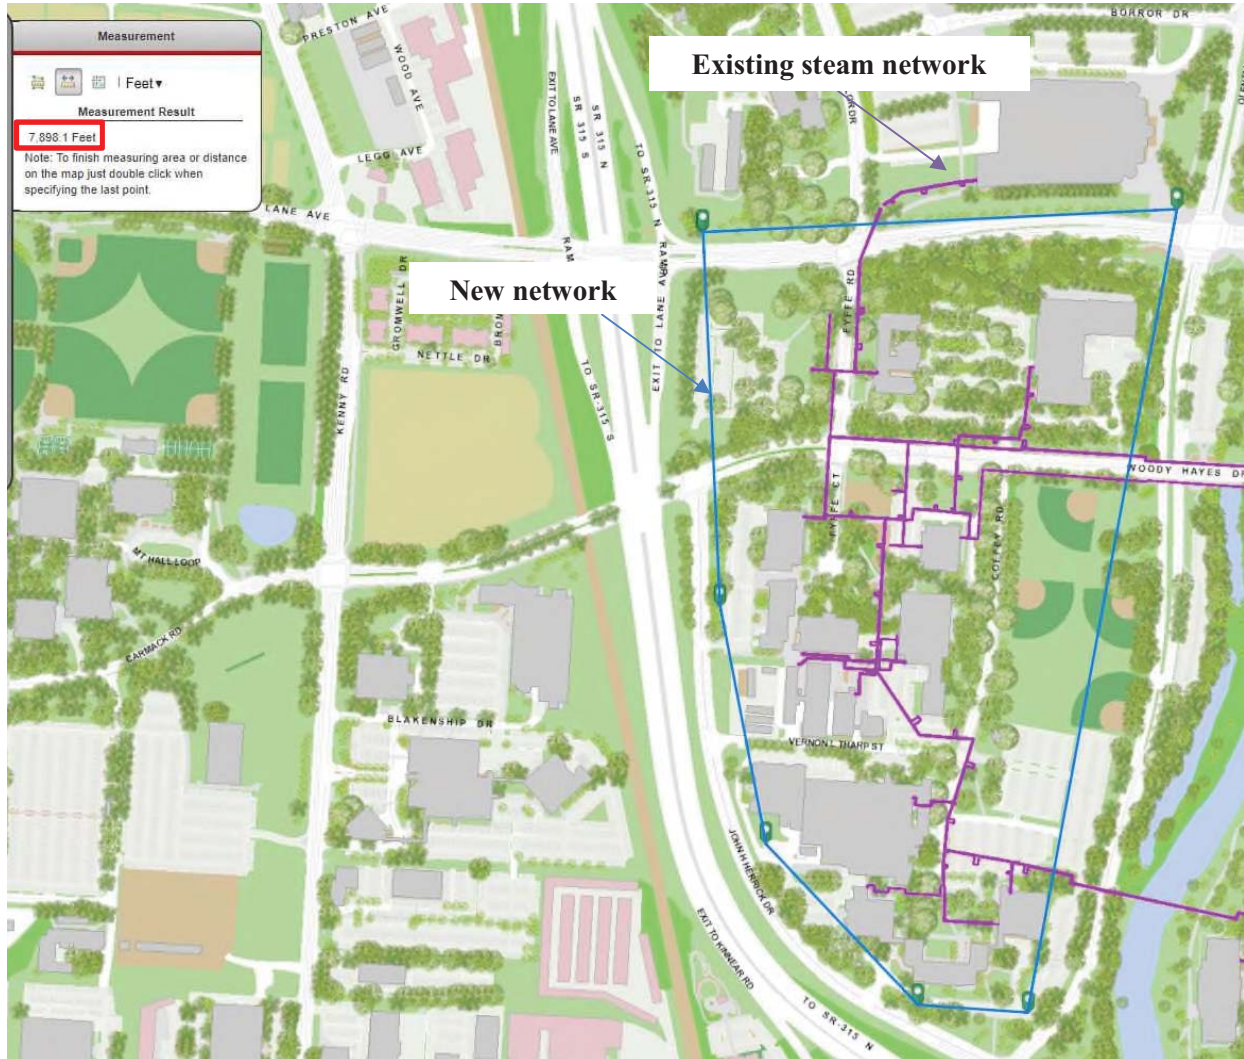 Measurement
Feet▾
Measurement Result
7,898.1 Feet
Note: To finish measuring area or distance
on the map just double click when
specifying the last point.
PRESTON AVE
WOOD AVE
LEGG AVE
LANE AVE
EXIT TO LANE AVE
SR 315 S
SR 315 N
TO SR-315 N
BORROR DR
Existing steam network
New network
EXIT TO LANE AVE
FYFFE RD
GROMWELL DR
NETTLE DR
KENNY RD
TO SR-315 S
WOODY HAYES DR
FYFFE CT
COFFEY RD
MT HALL LOOP
CARMACK RD
BLAKENSHIP DR
VERNON L THARP ST
JOHN H HERRICK DR
EXIT TO KINNEAR RD
TO SR-315 N